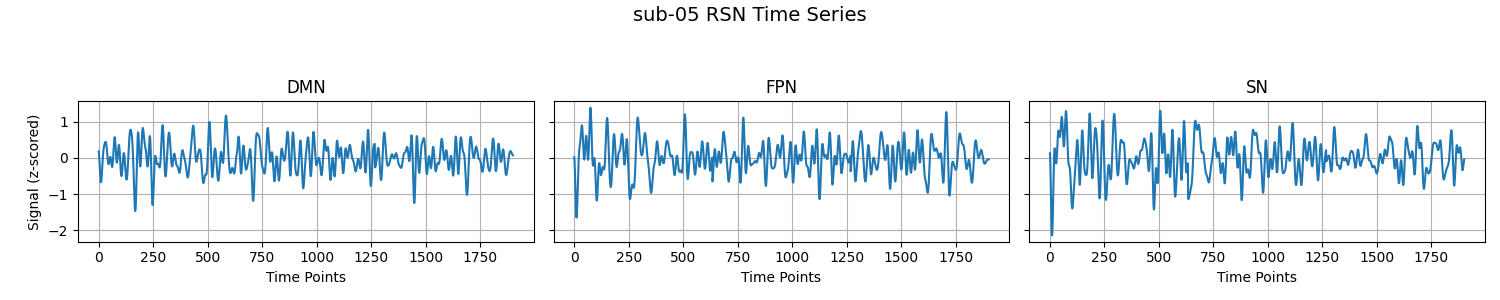 sub-05 RSN Time Series
DMN
FPN
SN
Signal (z-scored)
1
0
−1
−2
0 250 500 750 1000 1250 1500 1750
0 250 500 750 1000 1250 1500 1750
0 250 500 750 1000 1250 1500 1750
Time Points
Time Points
Time Points